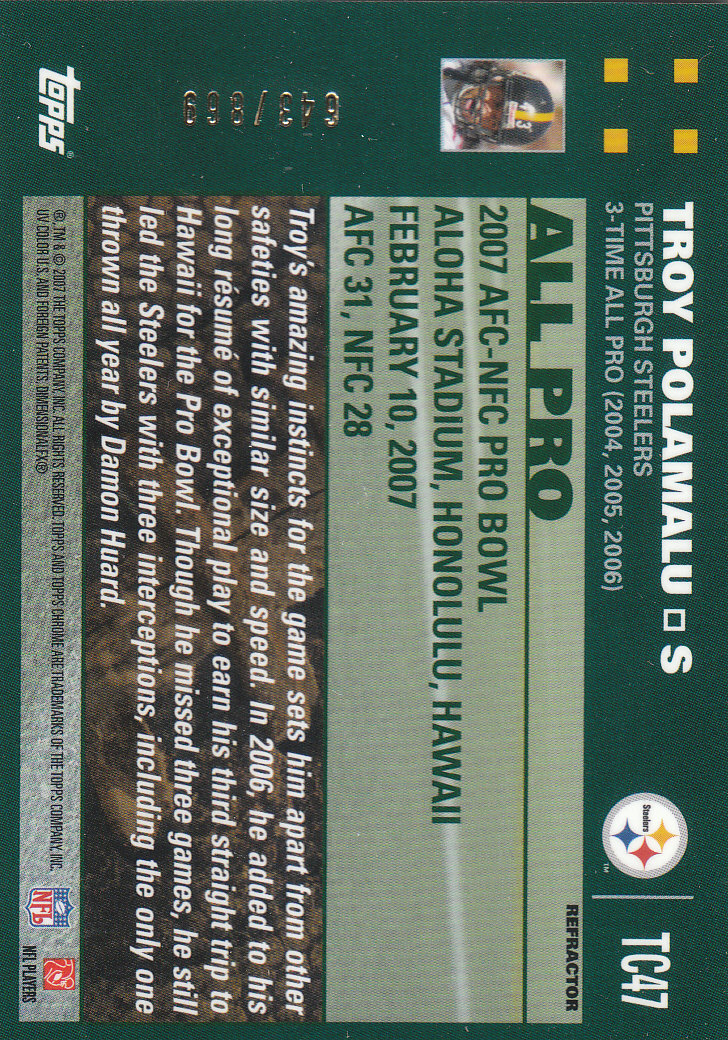 TROY POLAMALU □ S
PITTSBURGH STEELERS
3-TIME ALL PRO (2004, 2005, 2006)
Steelers
TM
TC47
REFRACTOR
43
643/869
ALL PRO
2007 AFC-NFC PRO BOWL
ALOHA STADIUM, HONOLULU, HAWAII
FEBRUARY 10, 2007
AFC 31, NFC 28
Troy's amazing instincts for the game sets him apart from other
safeties with similar size and speed. In 2006, he added to his
long résumé of exceptional play to earn his third straight trip to
Hawaii for the Pro Bowl. Though he missed three games, he still
led the Steelers with three interceptions, including the only one
thrown all year by Damon Huard.
topps®
®, TM & © 2007 THE TOPPS COMPANY, INC. ALL RIGHTS RESERVED. TOPPS AND TOPPS CHROME ARE TRADEMARKS OF THE TOPPS COMPANY, INC.
UV COLOR U.S. AND FOREIGN PATENTS. DIMENSIONALFX®
NFL
NFL PLAYERS